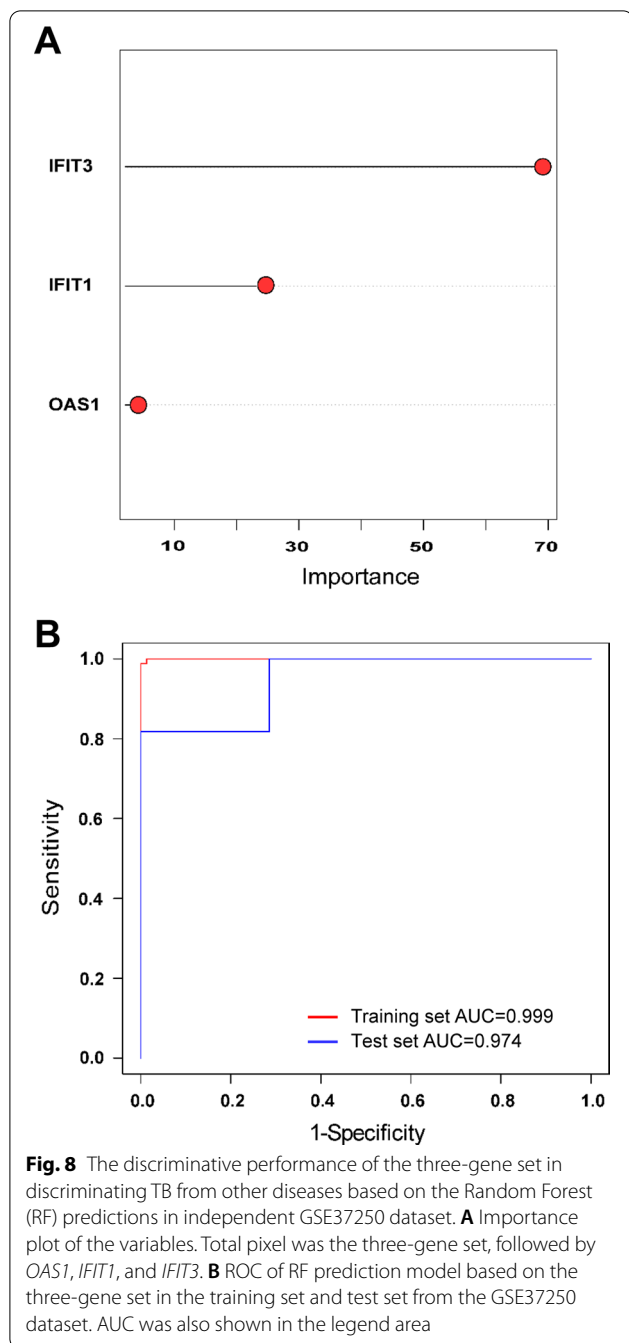 A
IFIT3
IFIT1
OAS1
10 30 50 70
Importance
B
1.0
0.8
0.6
0.4
0.2
0.0
Sensitivity
Training set AUC=0.999
Test set AUC=0.974
0.0 0.2 0.4 0.6 0.8 1.0
1-Specificity
Fig. 8 The discriminative performance of the three-gene set in
discriminating TB from other diseases based on the Random Forest
(RF) predictions in independent GSE37250 dataset. A Importance
plot of the variables. Total pixel was the three-gene set, followed by
OAS1, IFIT1, and IFIT3. B ROC of RF prediction model based on the
three-gene set in the training set and test set from the GSE37250
dataset. AUC was also shown in the legend area